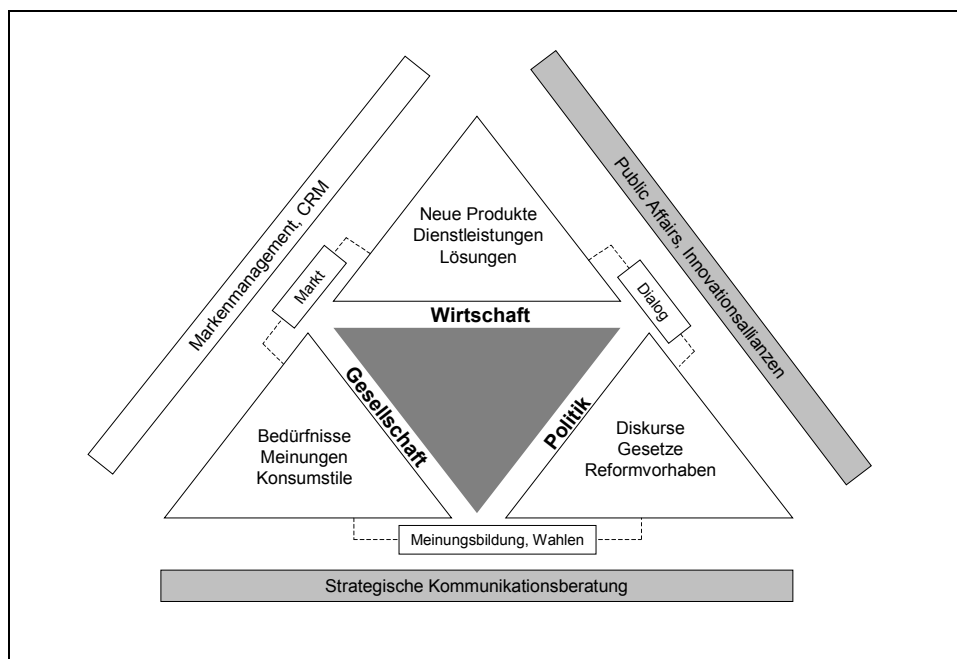 Markenmanagement, CRM
Public Affairs, Innovationsallianzen
Neue Produkte
Dienstleistungen
Lösungen
Markt
Dialog
Wirtschaft
Gesellschaft
Politik
Bedürfnisse
Meinungen
Konsumstile
Diskurse
Gesetze
Reformvorhaben
Meinungsbildung, Wahlen
Strategische Kommunikationsberatung